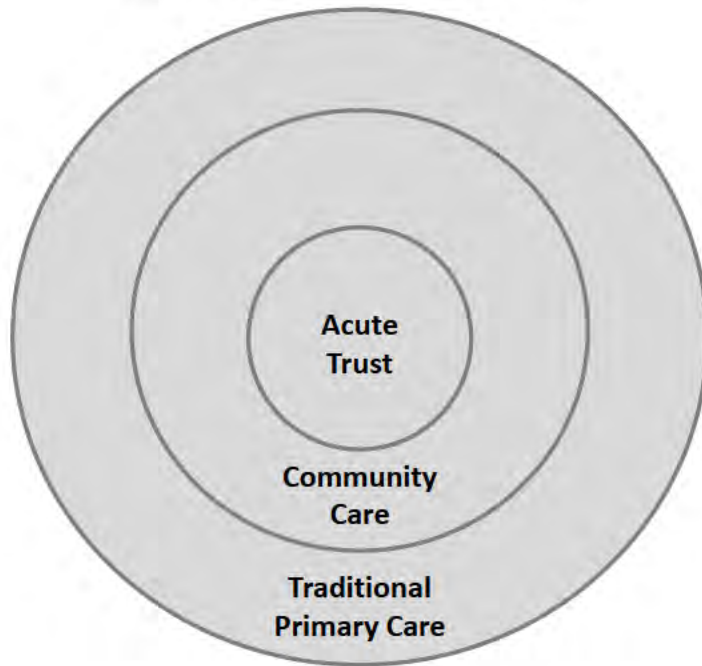 Acute
Trust
Community
Care
Traditional
Primary Care